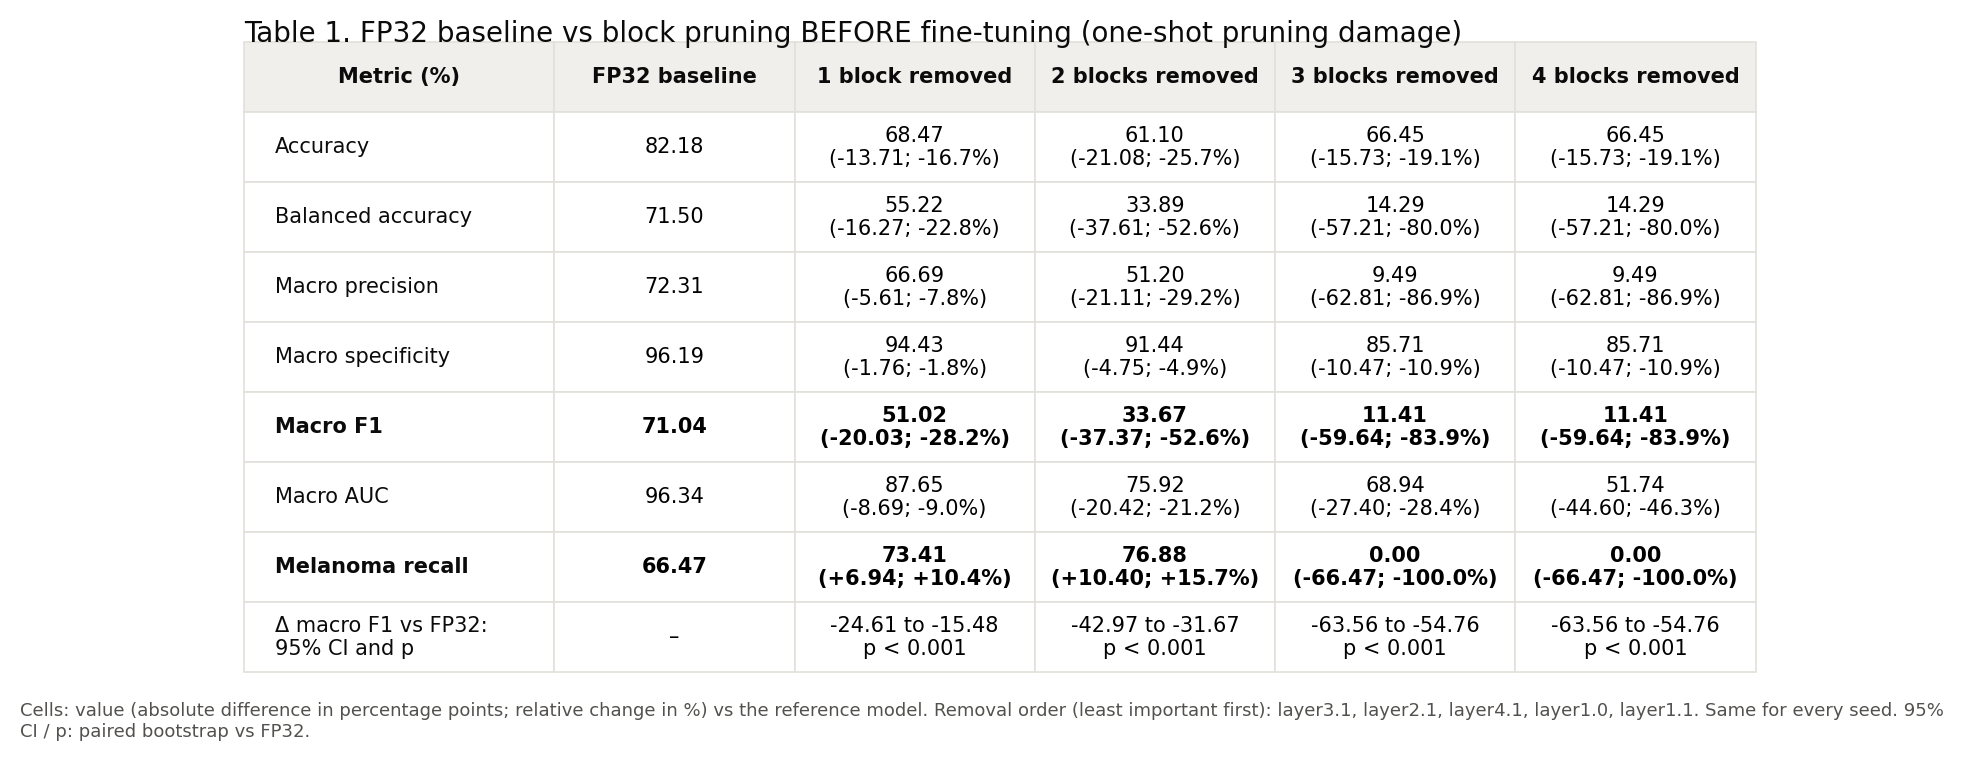 Table 1. FP32 baseline vs block pruning BEFORE fine-tuning (one-shot pruning damage)
Metric (%) FP32 baseline 1 block removed 2 blocks removed 3 blocks removed 4 blocks removed
Accuracy 82.18 68.47 61.10 66.45 66.45
(-13.71; -16.7%) (-21.08; -25.7%) (-15.73; -19.1%) (-15.73; -19.1%)
Balanced accuracy 71.50 55.22 33.89 14.29 14.29
(-16.27; -22.8%) (-37.61; -52.6%) (-57.21; -80.0%) (-57.21; -80.0%)
Macro precision 72.31 66.69 51.20 9.49 9.49
(-5.61; -7.8%) (-21.11; -29.2%) (-62.81; -86.9%) (-62.81; -86.9%)
Macro specificity 96.19 94.43 91.44 85.71 85.71
(-1.76; -1.8%) (-4.75; -4.9%) (-10.47; -10.9%) (-10.47; -10.9%)
Macro F1 71.04 51.02 33.67 11.41 11.41
(-20.03; -28.2%) (-37.37; -52.6%) (-59.64; -83.9%) (-59.64; -83.9%)
Macro AUC 96.34 87.65 75.92 68.94 51.74
(-8.69; -9.0%) (-20.42; -21.2%) (-27.40; -28.4%) (-44.60; -46.3%)
Melanoma recall 66.47 73.41 76.88 0.00 0.00
(+6.94; +10.4%) (+10.40; +15.7%) (-66.47; -100.0%) (-66.47; -100.0%)
Δ macro F1 vs FP32: – -24.61 to -15.48 -42.97 to -31.67 -63.56 to -54.76 -63.56 to -54.76
95% CI and p p < 0.001 p < 0.001 p < 0.001 p < 0.001
Cells: value (absolute difference in percentage points; relative change in %) vs the reference model. Removal order (least important first): layer3.1, layer2.1, layer4.1, layer1.0, layer1.1. Same for every seed. 95%
CI / p: paired bootstrap vs FP32.